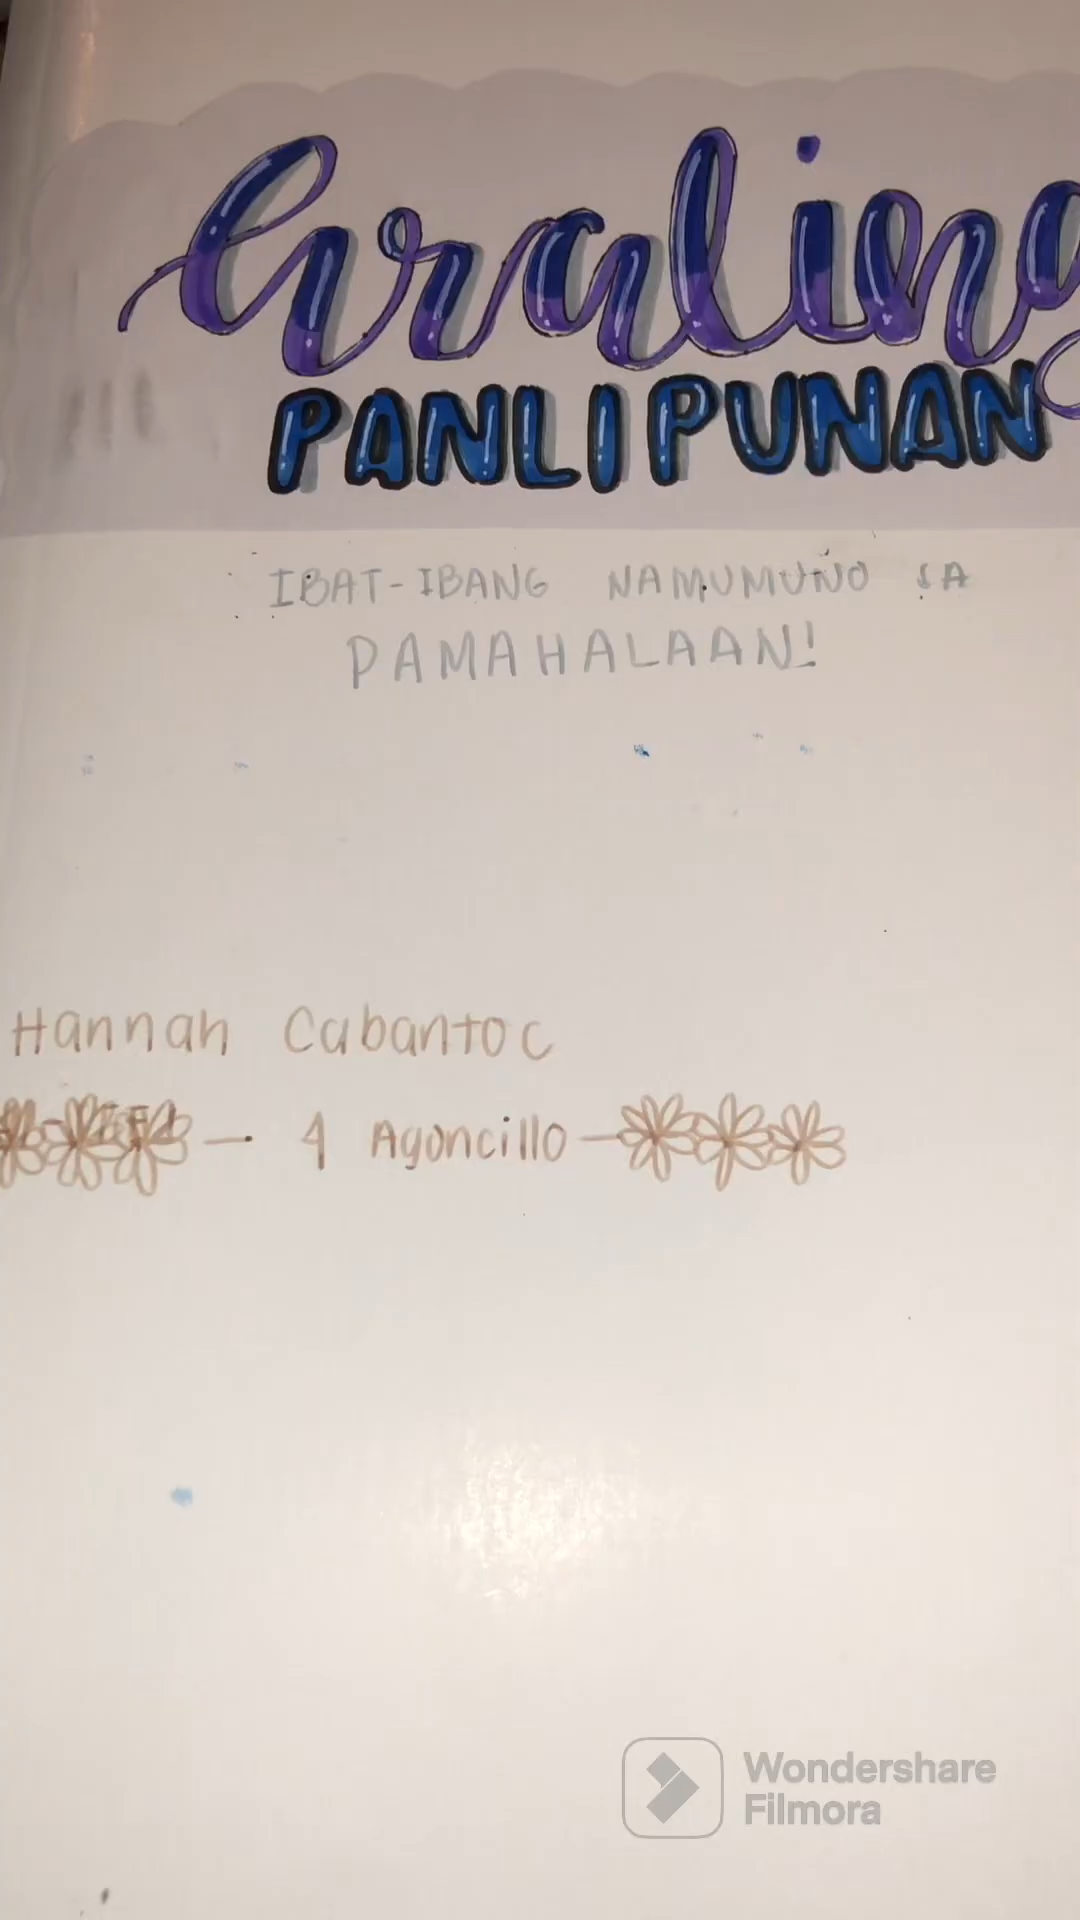 Araling
PANLIPUNAN
IBAT-IBANG NAMUMUNO SA
PAMAHALAAN!
Hannah Cabantoc
— 4 Agoncillo —
Wondershare
Filmora